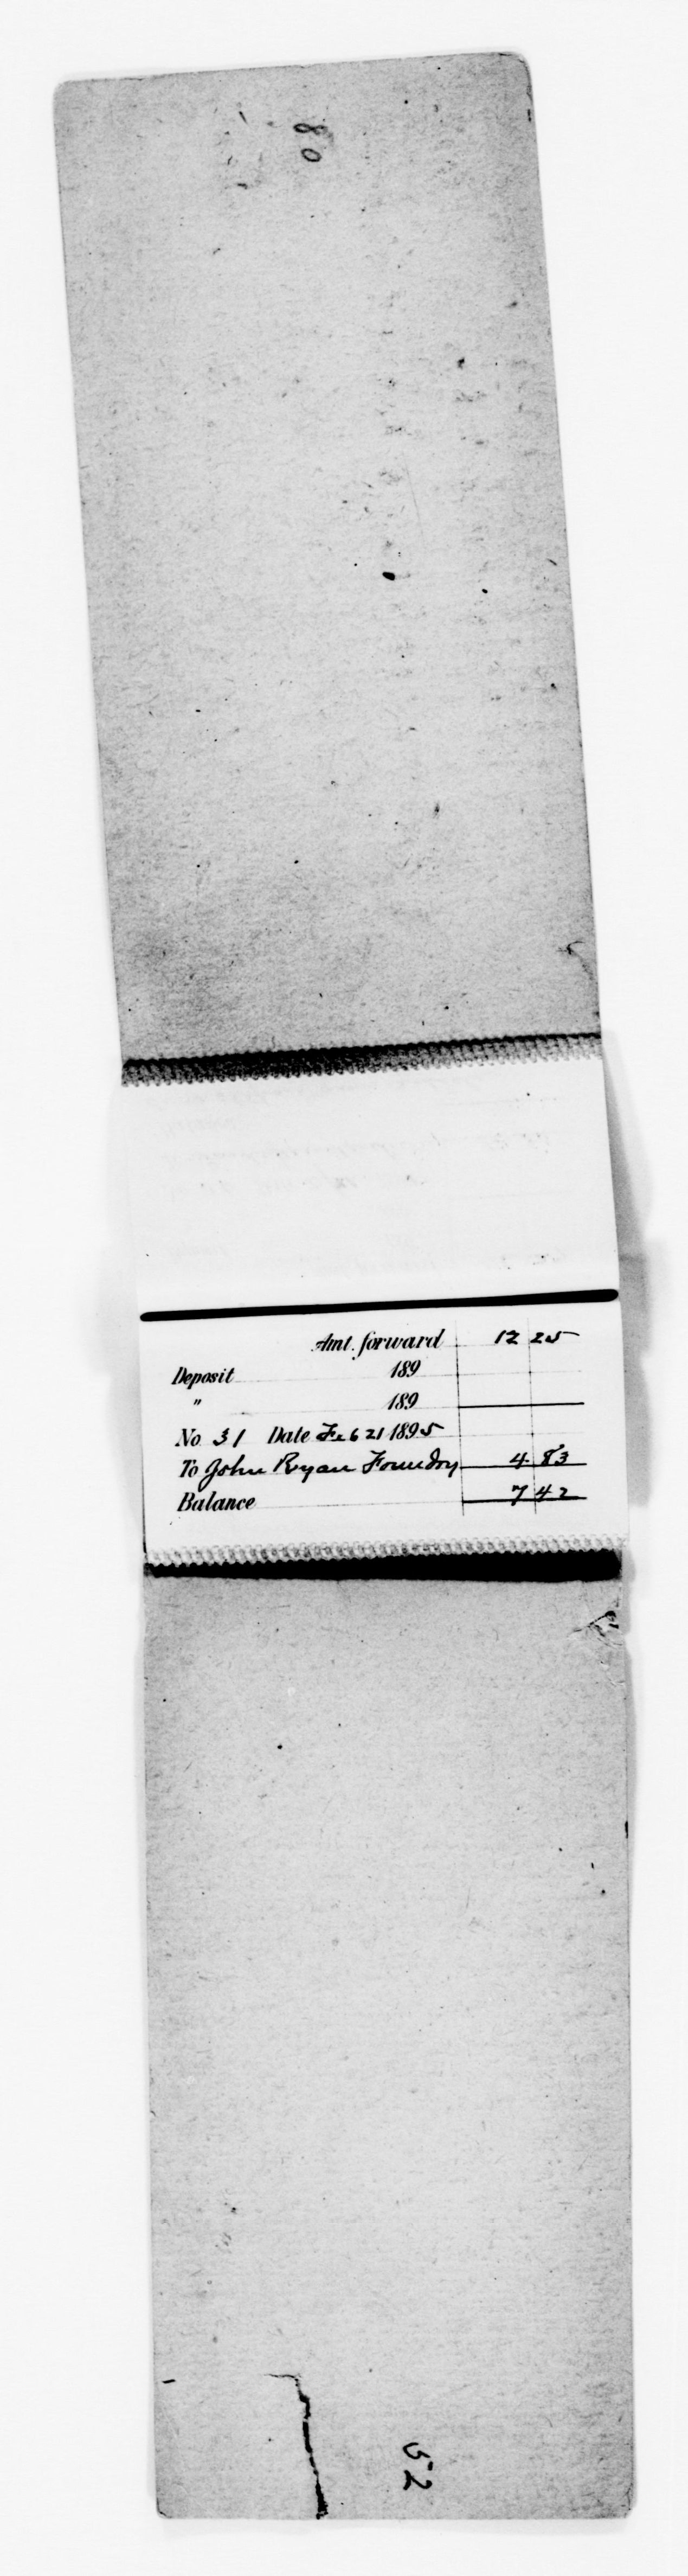 80
Amt. forward 12 25
Deposit 189
" 189
No 31 Date Feb 21 1895
To John Ryan Foundry 4 83
Balance 7 42
52